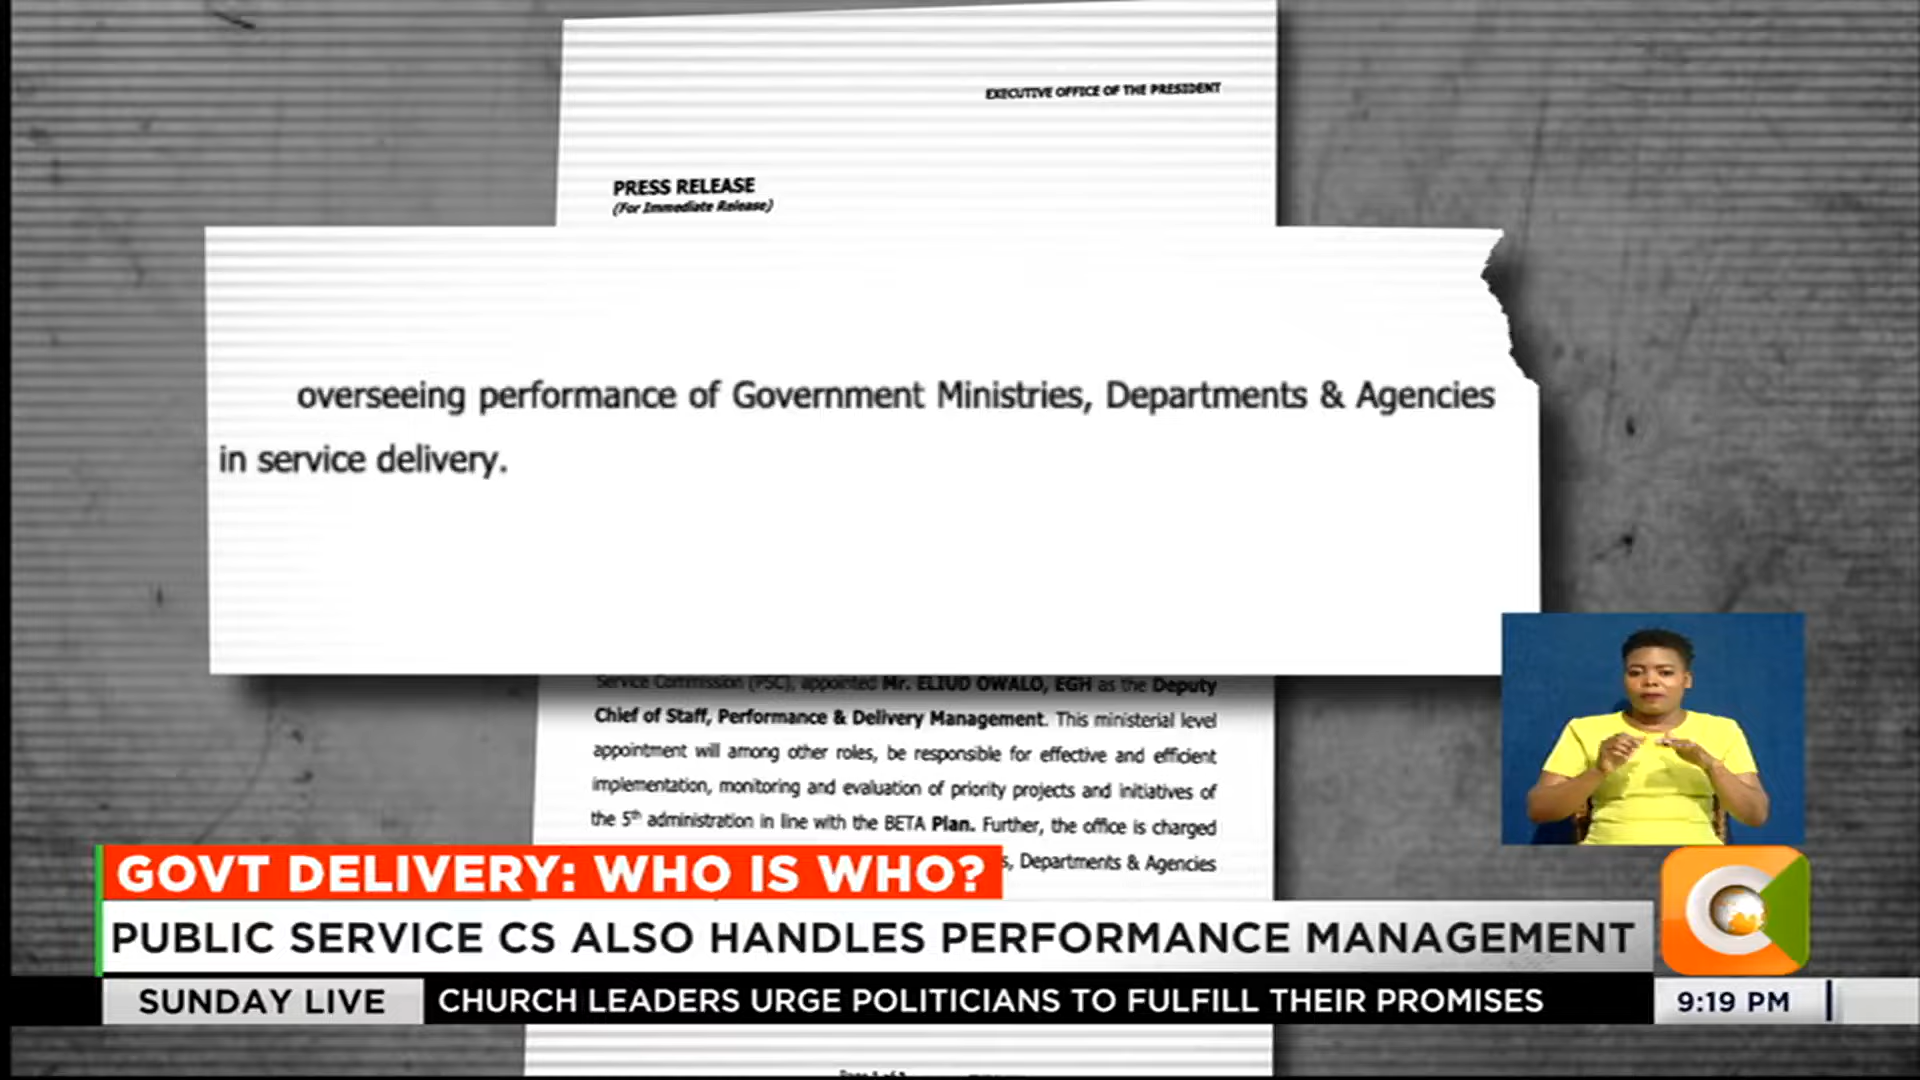 EXECUTIVE OFFICE OF THE PRESIDENT
PRESS RELEASE
(For Immediate Release)
overseeing performance of Government Ministries, Departments & Agencies
in service delivery.
Service Commission (PSC), appointed Mr. ELIUD OWALO, EGH as the Deputy
Chief of Staff, Performance & Delivery Management. This ministerial level
appointment will among other roles, be responsible for effective and efficient
implementation, monitoring and evaluation of priority projects and initiatives of
the 5th administration in line with the BETA Plan. Further, the office is charged
Departments & Agencies
GOVT DELIVERY: WHO IS WHO?
PUBLIC SERVICE CS ALSO HANDLES PERFORMANCE MANAGEMENT
SUNDAY LIVE CHURCH LEADERS URGE POLITICIANS TO FULFILL THEIR PROMISES 9:19 PM